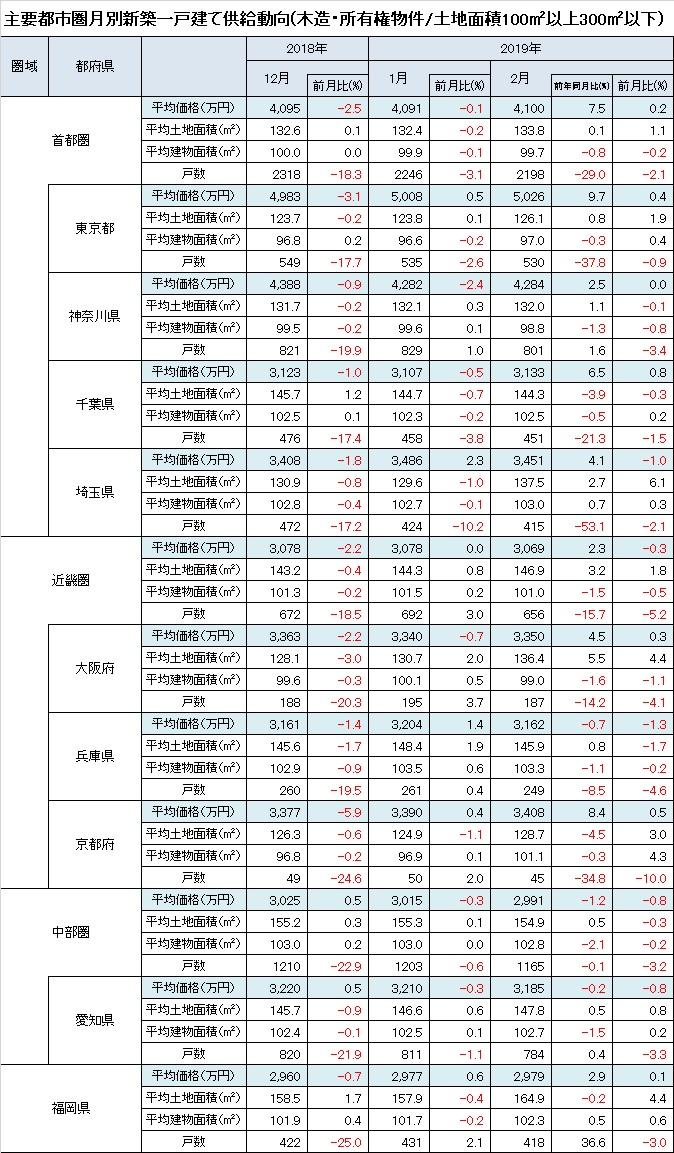 主要都市圏月別新築一戸建て供給動向(木造・所有権物件/土地面積100㎡以上300㎡以下)
圏域 都府県 2018年 2019年
12月 前月比(%) 1月 前月比(%) 2月 前年同月比(%) 前月比(%)
首都圏
平均価格(万円) 4,095 -2.5 4,091 -0.1 4,100 7.5 0.2
平均土地面積(㎡) 132.6 0.1 132.4 -0.2 133.8 0.1 1.1
平均建物面積(㎡) 100.0 0.0 99.9 -0.1 99.7 -0.8 -0.2
戸数 2318 -18.3 2246 -3.1 2198 -29.0 -2.1
東京都
平均価格(万円) 4,983 -3.1 5,008 0.5 5,026 9.7 0.4
平均土地面積(㎡) 123.7 -0.2 123.8 0.1 126.1 0.8 1.9
平均建物面積(㎡) 96.8 0.2 96.6 -0.2 97.0 -0.3 0.4
戸数 549 -17.7 535 -2.6 530 -37.8 -0.9
神奈川県
平均価格(万円) 4,388 -0.9 4,282 -2.4 4,284 2.5 0.0
平均土地面積(㎡) 131.7 -0.2 132.1 0.3 132.0 1.1 -0.1
平均建物面積(㎡) 99.5 -0.2 99.6 0.1 98.8 -1.3 -0.8
戸数 821 -19.9 829 1.0 801 1.6 -3.4
千葉県
平均価格(万円) 3,123 -1.0 3,107 -0.5 3,133 6.5 0.8
平均土地面積(㎡) 145.7 1.2 144.7 -0.7 144.3 -3.9 -0.3
平均建物面積(㎡) 102.5 0.1 102.3 -0.2 102.5 -0.5 0.2
戸数 476 -17.4 458 -3.8 451 -21.3 -1.5
埼玉県
平均価格(万円) 3,408 -1.8 3,486 2.3 3,451 4.1 -1.0
平均土地面積(㎡) 130.9 -0.8 129.6 -1.0 137.5 2.7 6.1
平均建物面積(㎡) 102.8 -0.4 102.7 -0.1 103.0 0.7 0.3
戸数 472 -17.2 424 -10.2 415 -53.1 -2.1
近畿圏
平均価格(万円) 3,078 -2.2 3,078 0.0 3,069 2.3 -0.3
平均土地面積(㎡) 143.2 -0.4 144.3 0.8 146.9 3.2 1.8
平均建物面積(㎡) 101.3 -0.2 101.5 0.2 101.0 -1.5 -0.5
戸数 672 -18.5 692 3.0 656 -15.7 -5.2
大阪府
平均価格(万円) 3,363 -2.2 3,340 -0.7 3,350 4.5 0.3
平均土地面積(㎡) 128.1 -3.0 130.7 2.0 136.4 5.5 4.4
平均建物面積(㎡) 99.6 -0.3 100.1 0.5 99.0 -1.6 -1.1
戸数 188 -20.3 195 3.7 187 -14.2 -4.1
兵庫県
平均価格(万円) 3,161 -1.4 3,204 1.4 3,162 -0.7 -1.3
平均土地面積(㎡) 145.6 -1.7 148.4 1.9 145.9 0.8 -1.7
平均建物面積(㎡) 102.9 -0.9 103.5 0.6 103.3 -1.1 -0.2
戸数 260 -19.5 261 0.4 249 -8.5 -4.6
京都府
平均価格(万円) 3,377 -5.9 3,390 0.4 3,408 8.4 0.5
平均土地面積(㎡) 126.3 -0.6 124.9 -1.1 128.7 -4.5 3.0
平均建物面積(㎡) 96.8 -0.2 96.9 0.1 101.1 -0.3 4.3
戸数 49 -24.6 50 2.0 45 -34.8 -10.0
中部圏
平均価格(万円) 3,025 0.5 3,015 -0.3 2,991 -1.2 -0.8
平均土地面積(㎡) 155.2 0.3 155.3 0.1 154.9 0.5 -0.3
平均建物面積(㎡) 103.0 0.2 103.0 0.0 102.8 -2.1 -0.2
戸数 1210 -22.9 1203 -0.6 1165 -0.1 -3.2
愛知県
平均価格(万円) 3,220 0.5 3,210 -0.3 3,185 -0.2 -0.8
平均土地面積(㎡) 145.7 -0.9 146.6 0.6 147.8 0.5 0.8
平均建物面積(㎡) 102.4 -0.1 102.5 0.1 102.7 -1.5 0.2
戸数 820 -21.9 811 -1.1 784 0.4 -3.3
福岡県
平均価格(万円) 2,960 -0.7 2,977 0.6 2,979 2.9 0.1
平均土地面積(㎡) 158.5 1.7 157.9 -0.4 164.9 -0.2 4.4
平均建物面積(㎡) 101.9 0.4 101.7 -0.2 102.3 0.5 0.6
戸数 422 -25.0 431 2.1 418 36.6 -3.0